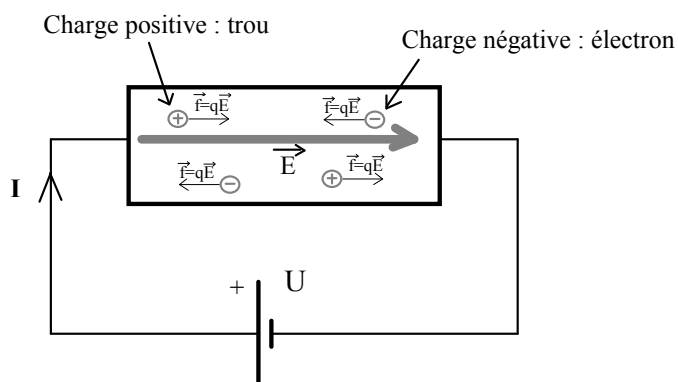 Charge positive : trou
Charge négative : électron
f=qE
f=qE
E
f=qE
f=qE
I
+
U